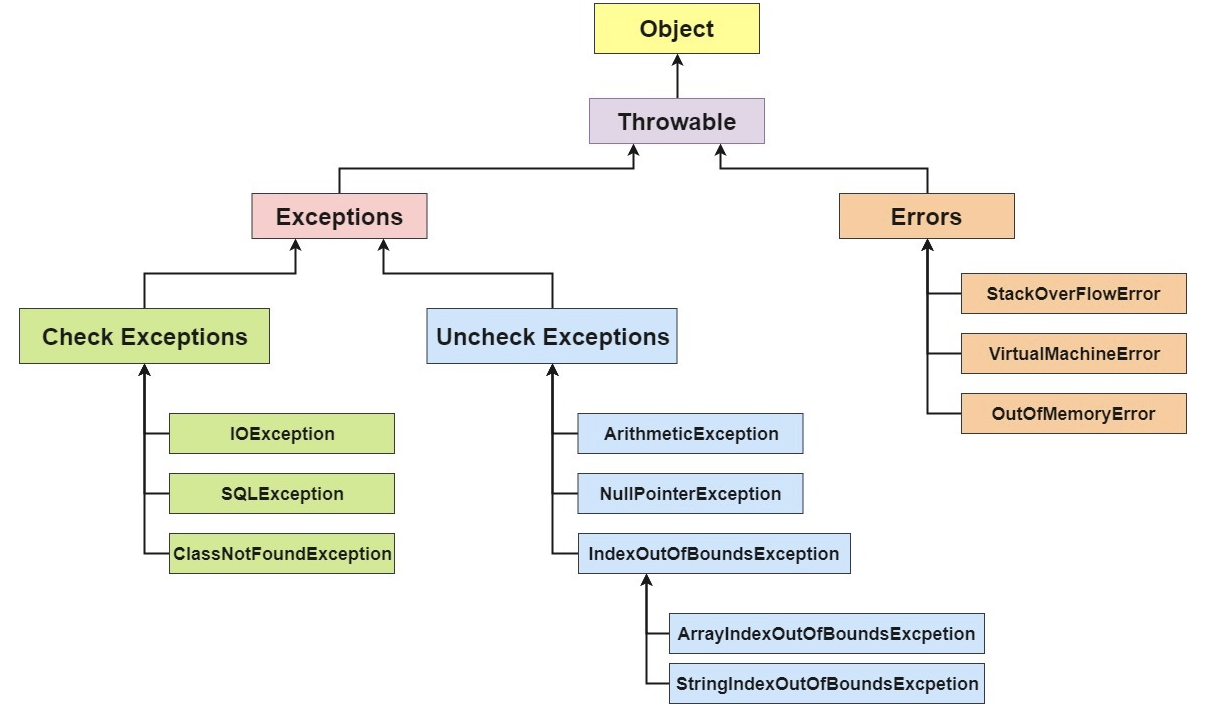 Object
Throwable
Exceptions
Errors
Check Exceptions
Uncheck Exceptions
StackOverFlowError
VirtualMachineError
OutOfMemoryError
IOException
SQLException
ClassNotFoundException
ArithmeticException
NullPointerException
IndexOutOfBoundsException
ArrayIndexOutOfBoundsExcpetion
StringIndexOutOfBoundsExcpetion